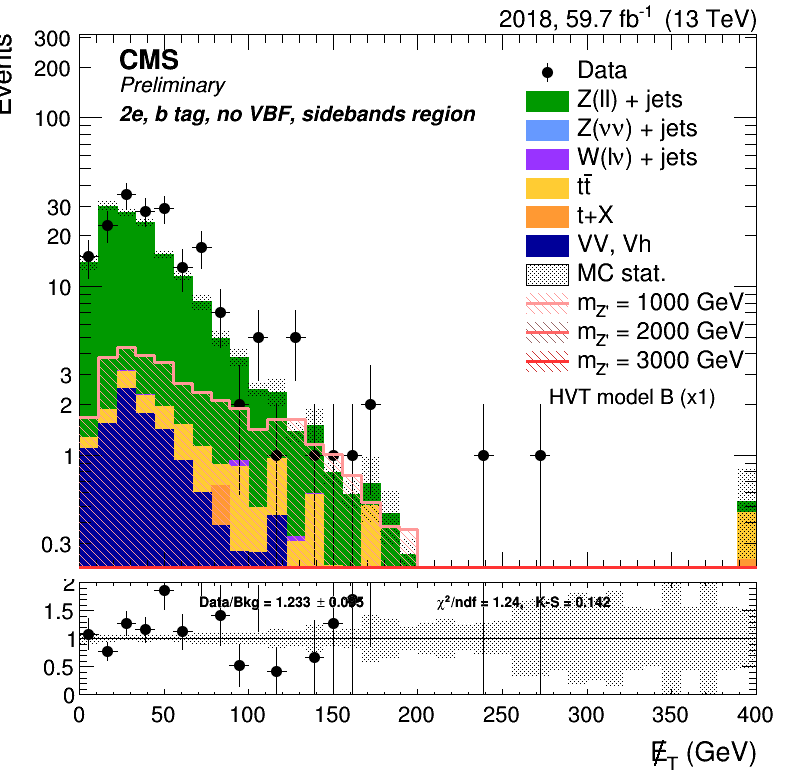 2018, 59.7 fb⁻¹ (13 TeV)
Events
CMS
Preliminary
2e, b tag, no VBF, sidebands region
Data
Z(ll) + jets
Z(νν) + jets
W(lν) + jets
tt̄
t+X
VV, Vh
MC stat.
m_Z' = 1000 GeV
m_Z' = 2000 GeV
m_Z' = 3000 GeV
HVT model B (x1)
300
200
100
30
20
10
3
2
1
0.3
Data/Bkg = 1.233 ±
χ²/ndf = 1.24, K-S = 0.142
2
1.5
1
0.5
0
0 50 100 150 200 250 300 350 400
E̸_T (GeV)